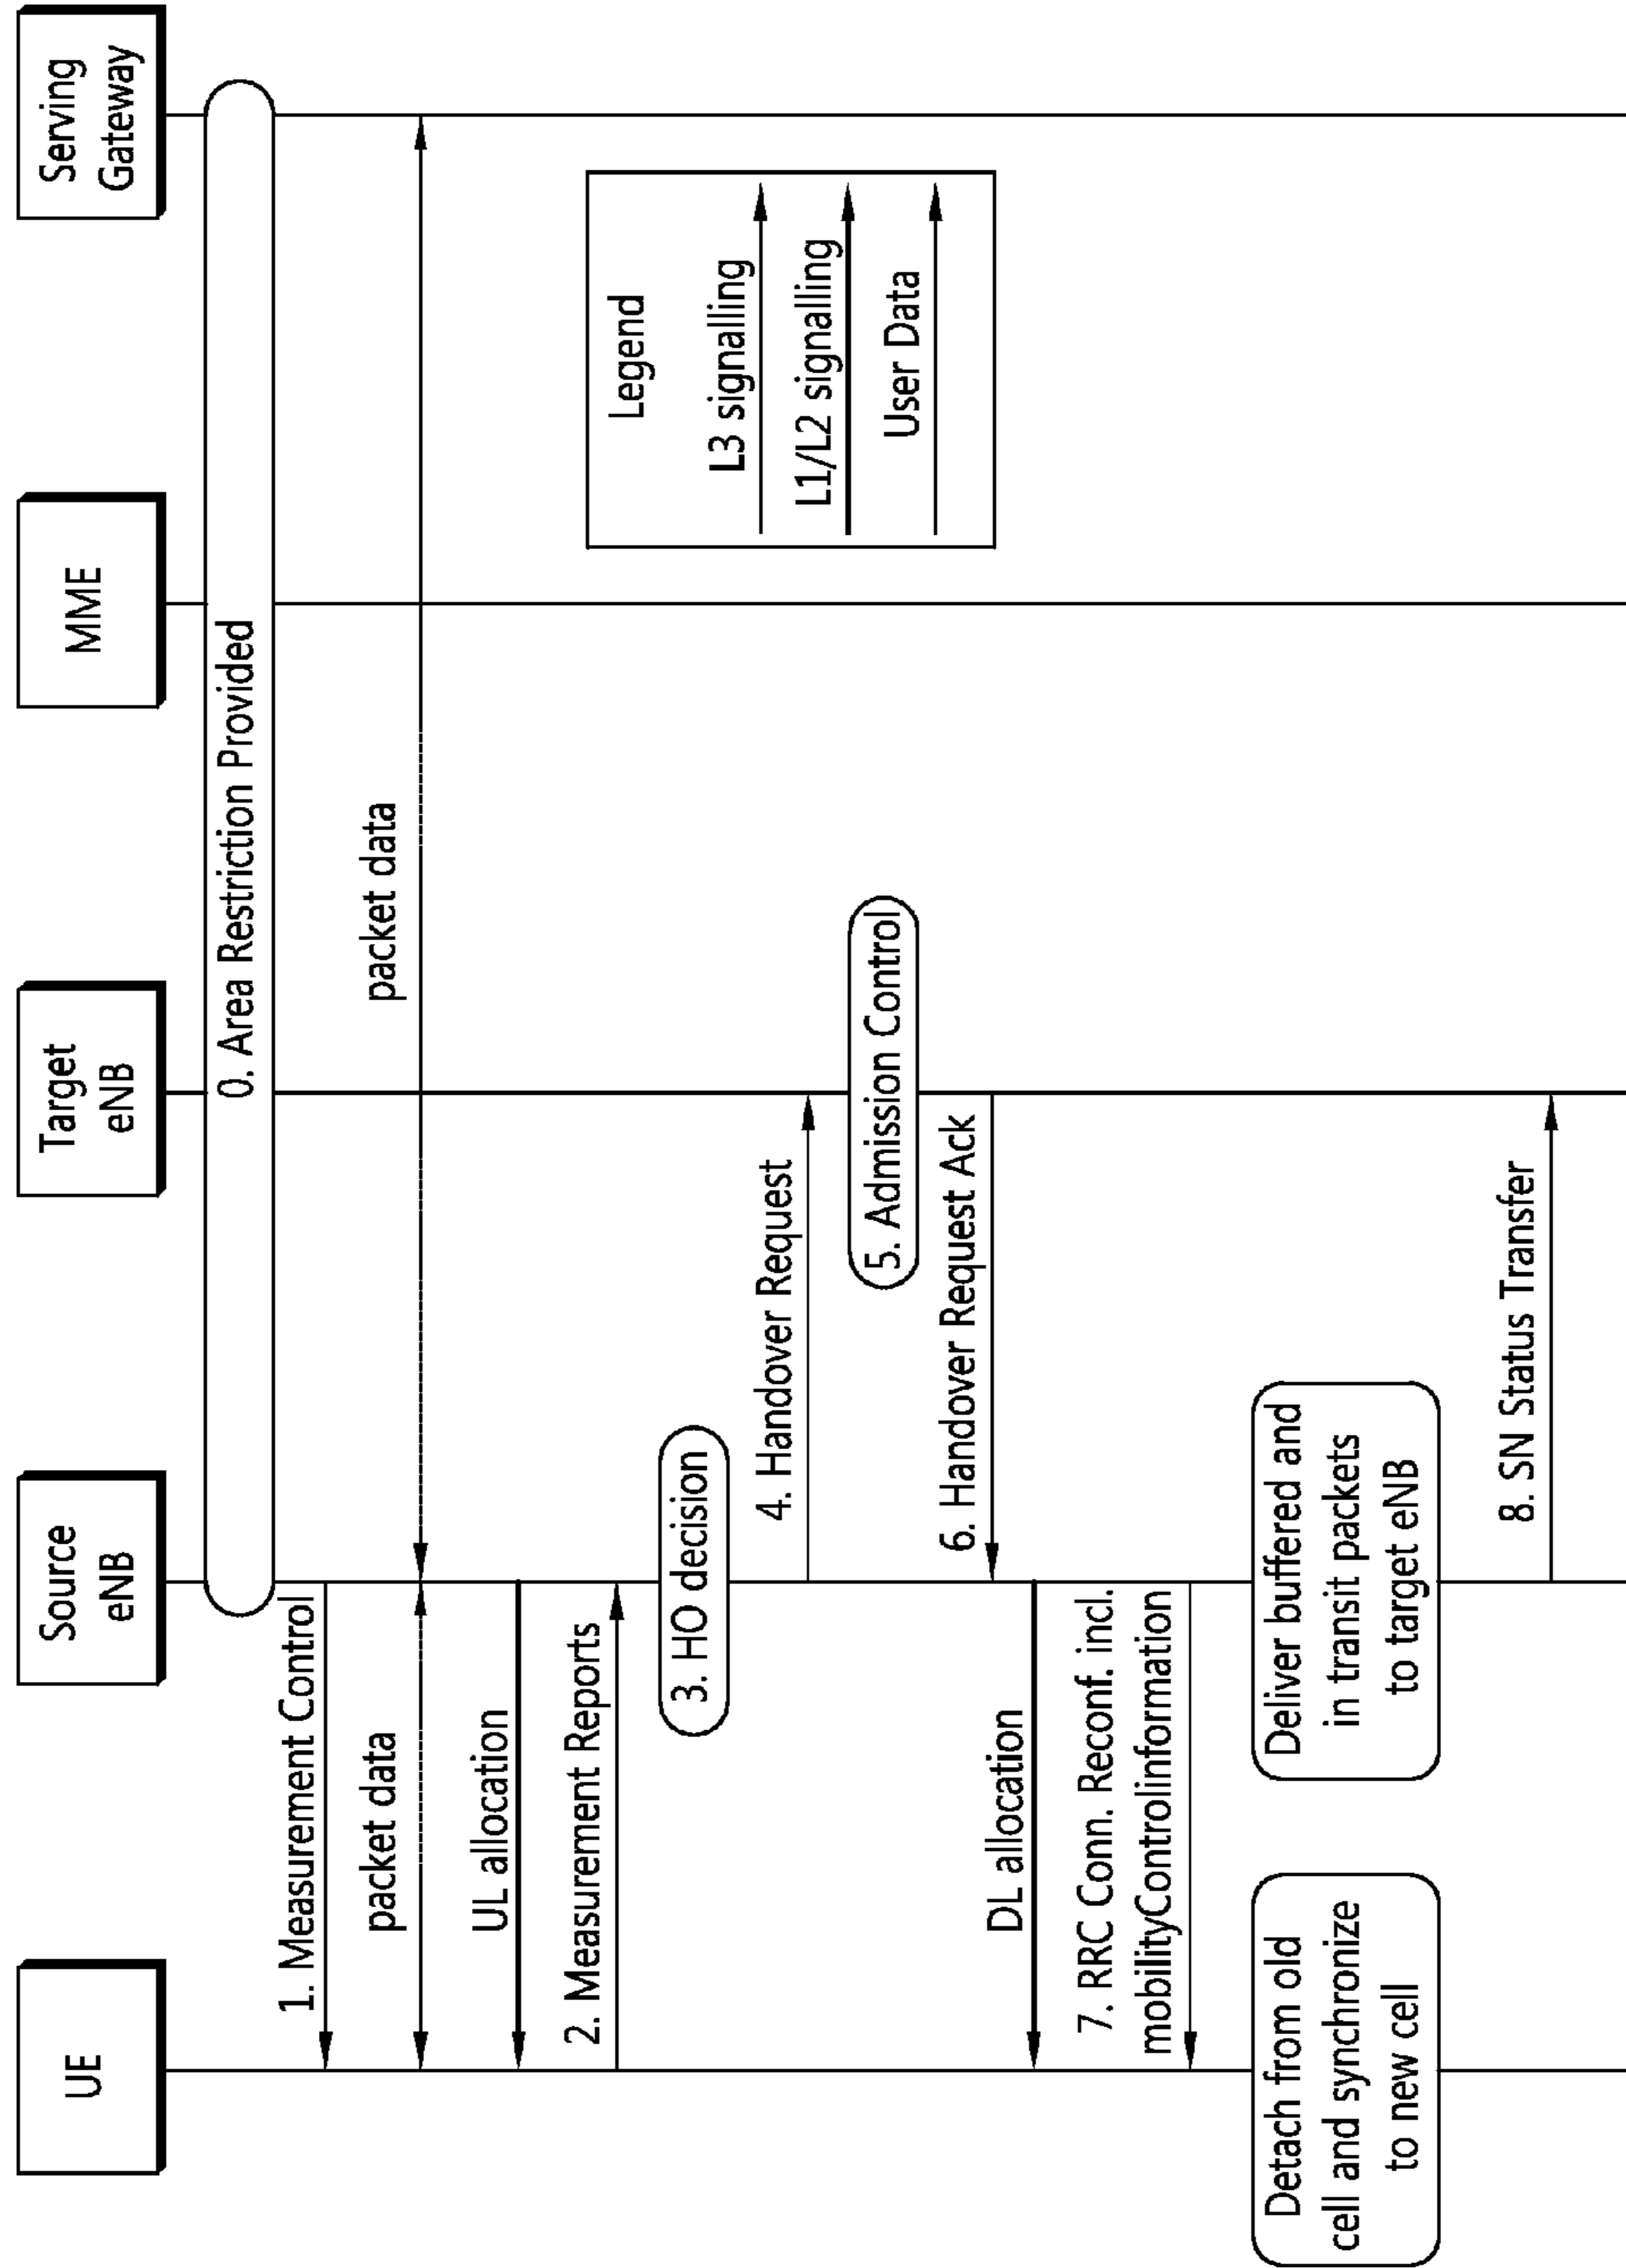 UE
Source
eNB
Target
eNB
MME
Serving
Gateway
0. Area Restriction Provided
1. Measurement Control
packet data
packet data
UL allocation
2. Measurement Reports
3. HO decision
Legend
L3 signalling
L1/L2 signalling
User Data
4. Handover Request
5. Admission Control
6. Handover Request Ack
DL allocation
7. RRC Conn. Reconf. incl.
mobilityControlinformation
Detach from old
cell and synchronize
to new cell
Deliver buffered and
in transit packets
to target eNB
8. SN Status Transfer